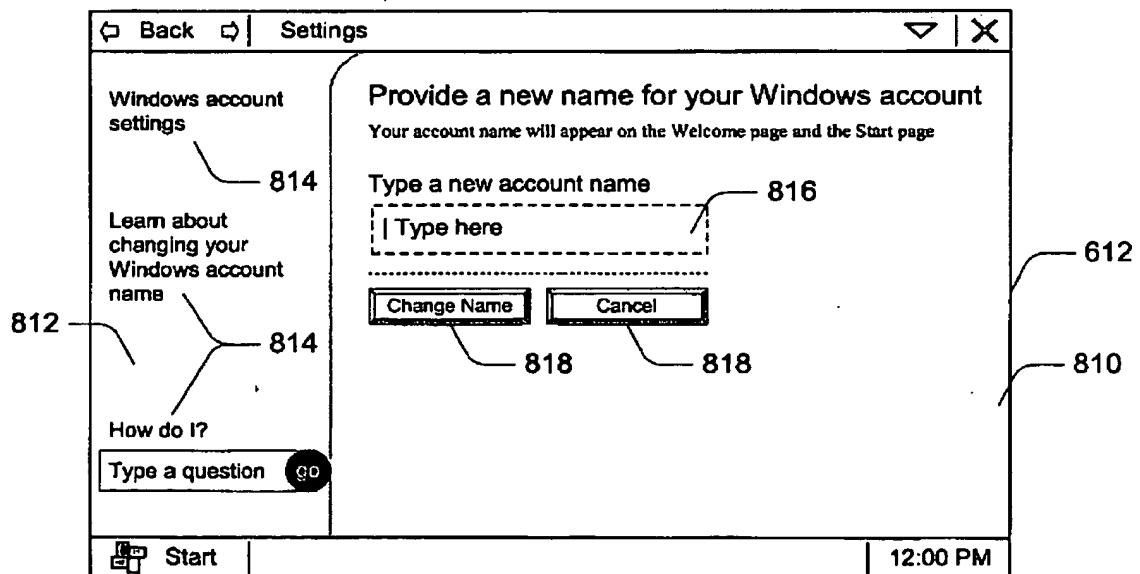 Back Settings
Windows account
settings
814
Learn about
changing your
Windows account
name
812
814
How do I?
Type a question go
Provide a new name for your Windows account
Your account name will appear on the Welcome page and the Start page
Type a new account name
816
| Type here
Change Name Cancel
818 818
612
810
Start 12:00 PM